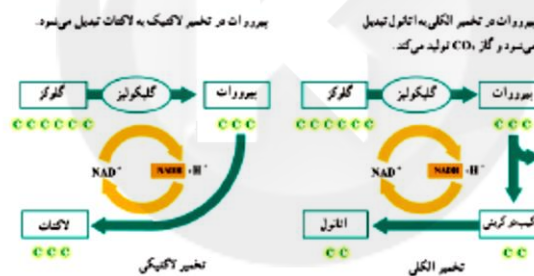 پیرووات در تخمیر الکلی به اتانول تبدیل
می‌شود و گاز CO₂ تولید می‌کند.
گلوکز
گلیکولیز
پیرووات
C C C C C C
C C C
NAD⁺
NADH + H⁺
اتانول
C C
C C
تخمیر الکلی
پیرووات در تخمیر لاکتیک به لاکتات تبدیل می‌شود.
گلوکز
گلیکولیز
پیرووات
C C C C C C
C C C
NAD⁺
NADH + H⁺
لاکتات
C C C
تخمیر لاکتیکی